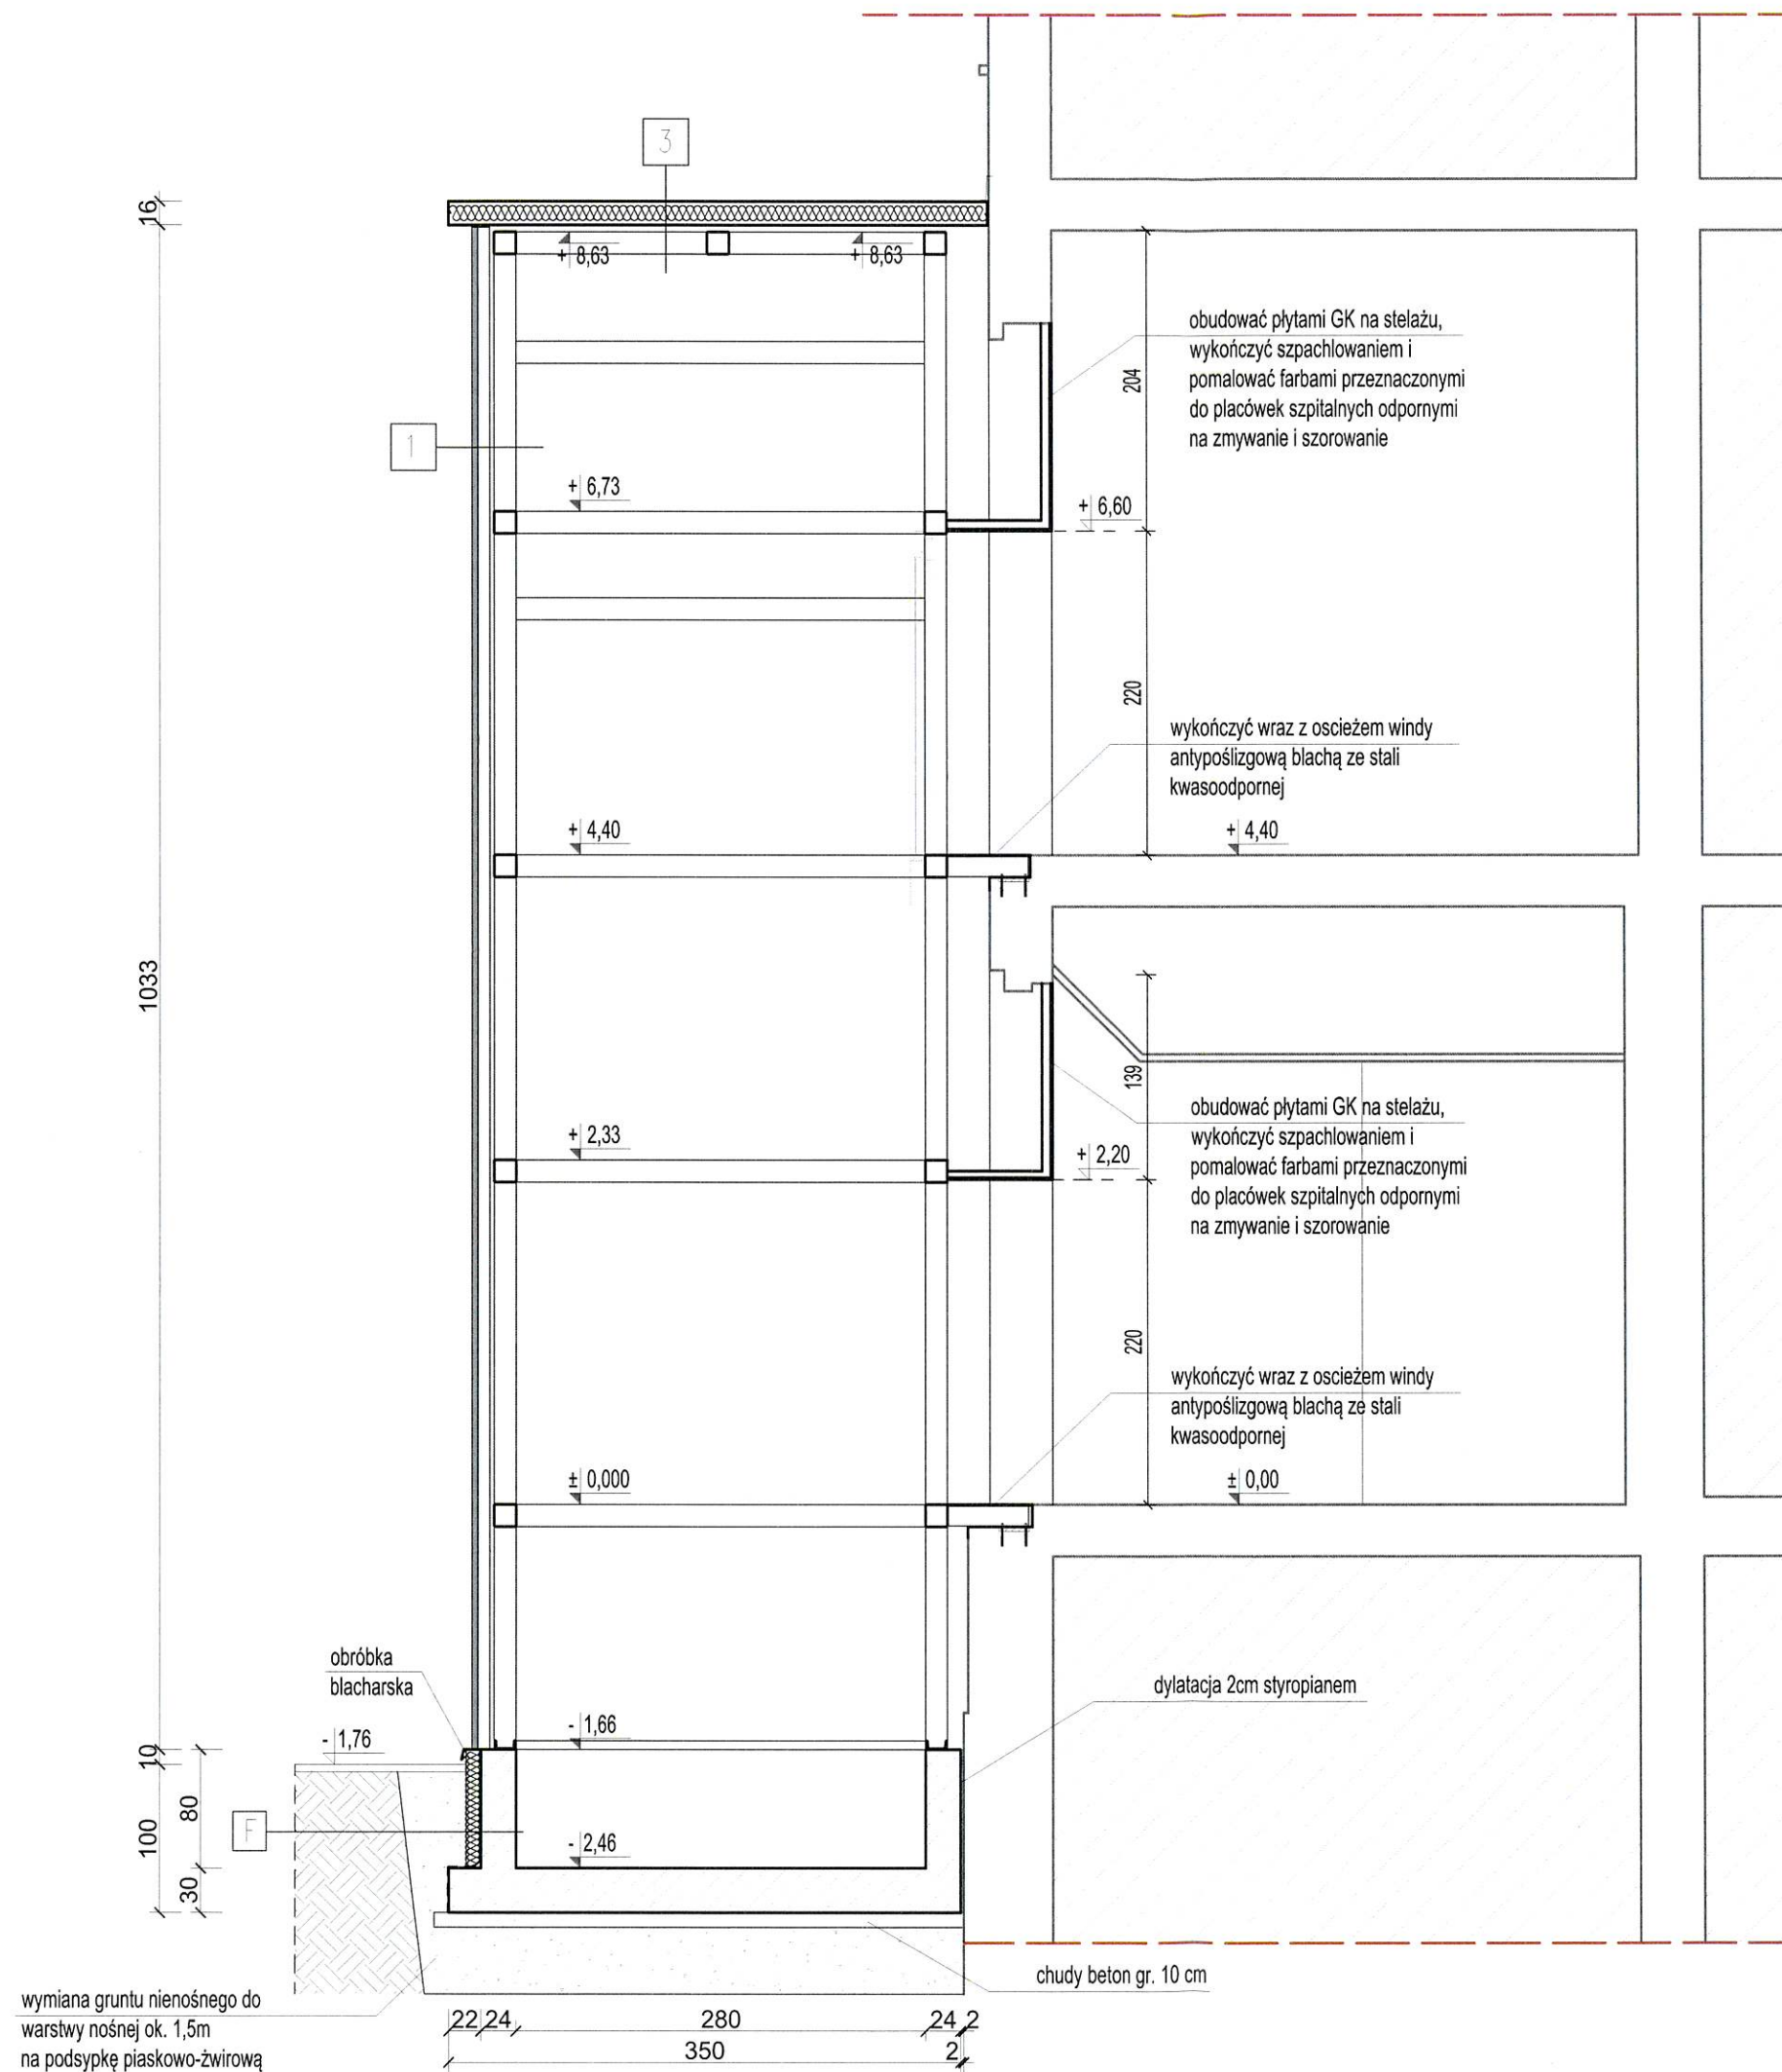 3
16
+ 8,63
+ 8,63
obudować płytami GK na stelażu,
wykończyć szpachlowaniem i
pomalować farbami przeznaczonymi
do placówek szpitalnych odpornymi
na zmywanie i szorowanie
204
1
+ 6,73
+ 6,60
220
wykończyć wraz z oscieżem windy
antypoślizgową blachą ze stali
kwasoodpornej
+ 4,40
+ 4,40
1033
139
obudować płytami GK na stelażu,
wykończyć szpachlowaniem i
pomalować farbami przeznaczonymi
do placówek szpitalnych odpornymi
na zmywanie i szorowanie
+ 2,33
+ 2,20
220
wykończyć wraz z oscieżem windy
antypoślizgową blachą ze stali
kwasoodpornej
± 0,000
± 0,00
obróbka
blacharska
dylatacja 2cm styropianem
- 1,66
- 1,76
10
80
100
F
- 2,46
30
chudy beton gr. 10 cm
wymiana gruntu nienośnego do
warstwy nośnej ok. 1,5m
na podsypkę piaskowo-żwirową
22 24 280 24 2
350 2